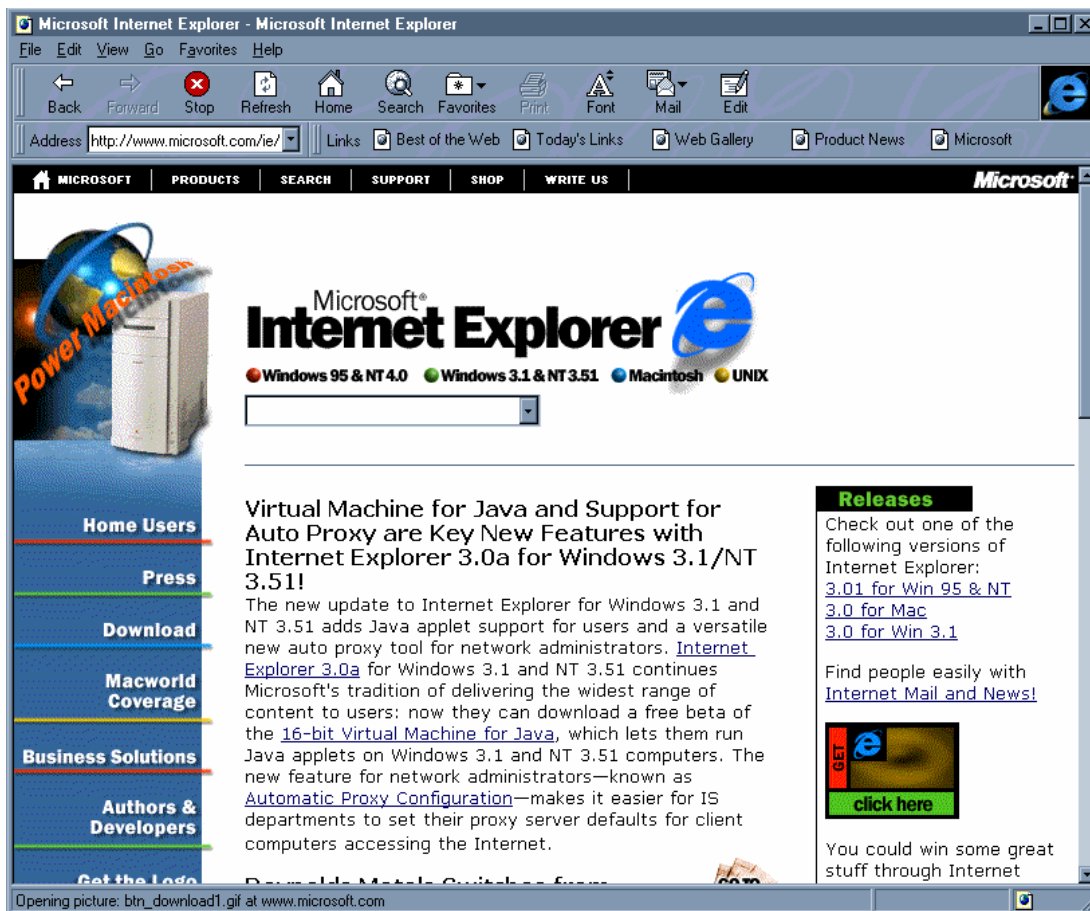 Microsoft Internet Explorer - Microsoft Internet Explorer
File Edit View Go Favorites Help
Back Forward Stop Refresh Home Search Favorites Print Font Mail Edit
Address http://www.microsoft.com/ie/ Links Best of the Web Today's Links Web Gallery Product News Microsoft
MICROSOFT PRODUCTS SEARCH SUPPORT SHOP WRITE US Microsoft
Power Macintosh
Microsoft®
Internet Explorer
Windows 95 & NT 4.0 Windows 3.1 & NT 3.51 Macintosh UNIX
Home Users
Press
Download
Macworld
Coverage
Business Solutions
Authors &
Developers
Get the Logo
Virtual Machine for Java and Support for
Auto Proxy are Key New Features with
Internet Explorer 3.0a for Windows 3.1/NT
3.51!
The new update to Internet Explorer for Windows 3.1 and
NT 3.51 adds Java applet support for users and a versatile
new auto proxy tool for network administrators. Internet
Explorer 3.0a for Windows 3.1 and NT 3.51 continues
Microsoft's tradition of delivering the widest range of
content to users: now they can download a free beta of
the 16-bit Virtual Machine for Java, which lets them run
Java applets on Windows 3.1 and NT 3.51 computers. The
new feature for network administrators—known as
Automatic Proxy Configuration—makes it easier for IS
departments to set their proxy server defaults for client
computers accessing the Internet.
Reynolds Metals Switches from
GO TO
Releases
Check out one of the
following versions of
Internet Explorer:
3.01 for Win 95 & NT
3.0 for Mac
3.0 for Win 3.1
Find people easily with
Internet Mail and News!
GET
click here
You could win some great
stuff through Internet
Opening picture: btn_download1.gif at www.microsoft.com